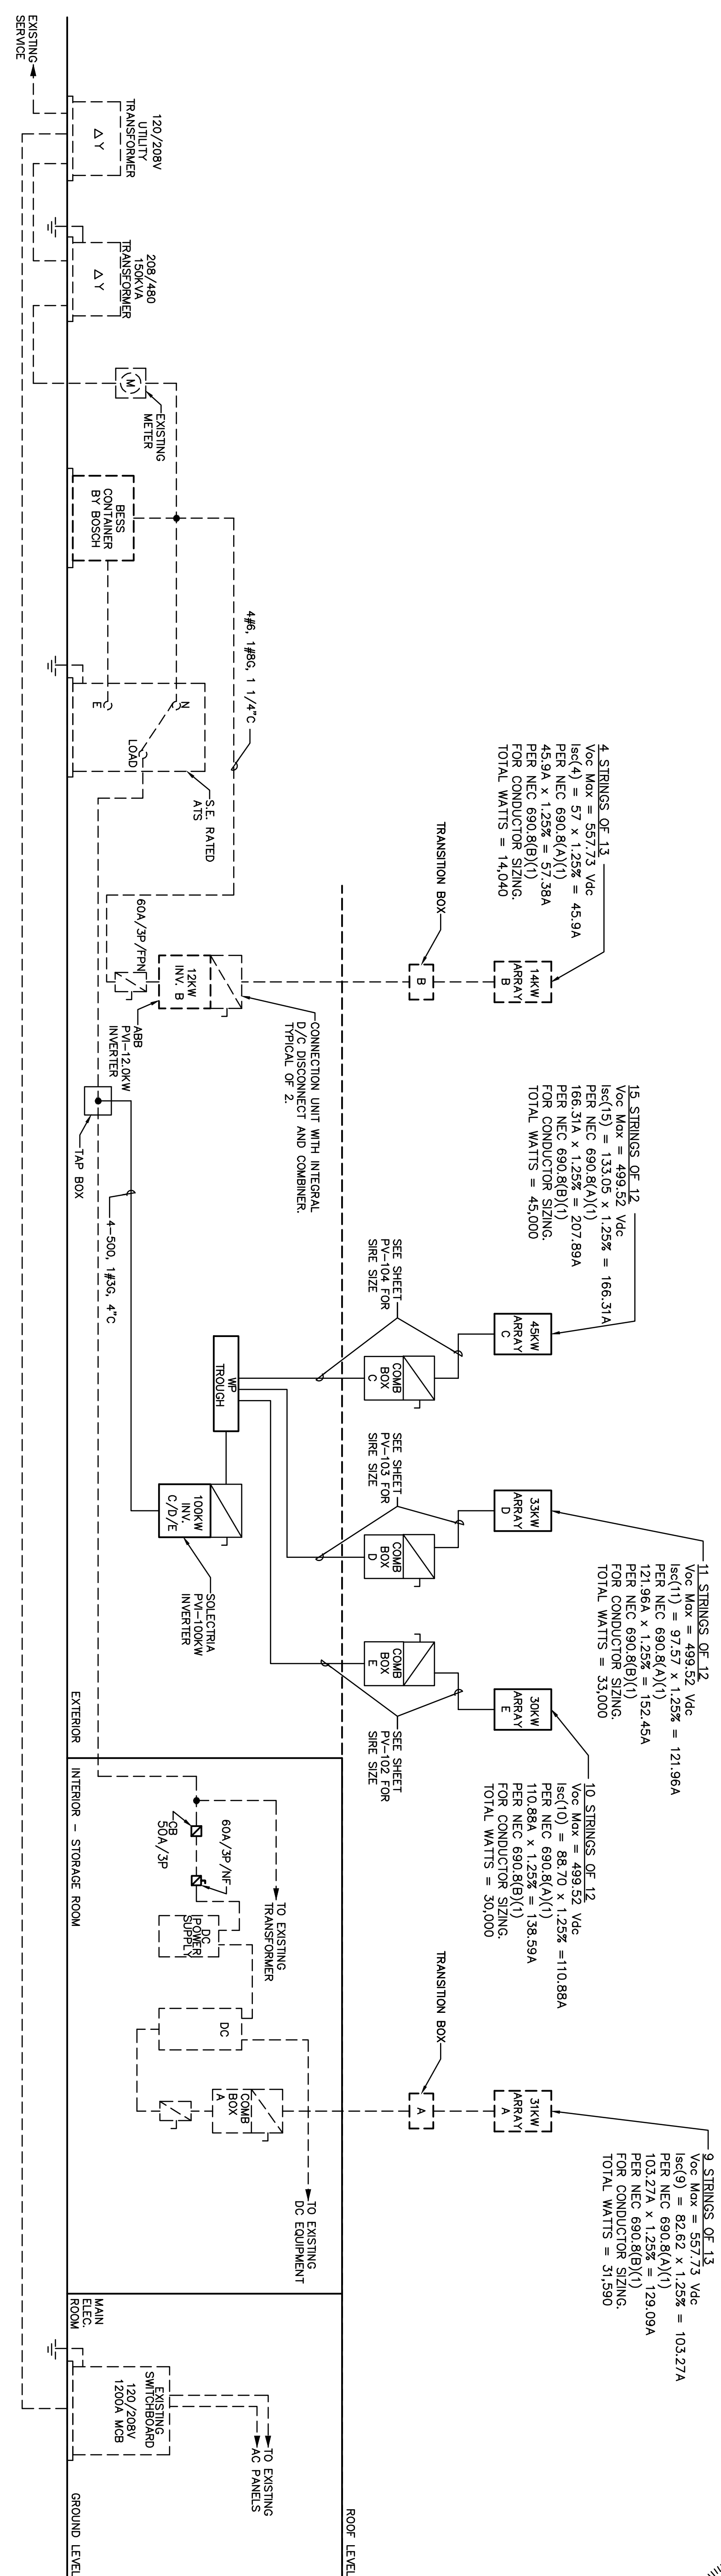 4 STRINGS OF 13
Voc Max = 557.73 Vdc
Isc(4) = 57 x 1.25% = 45.9A
PER NEC 690.8(A)(1)
45.9A x 1.25% = 57.38A
PER NEC 690.8(B)(1)
FOR CONDUCTOR SIZING.
TOTAL WATTS = 14,040
15 STRINGS OF 12
Voc Max = 499.52 Vdc
Isc(15) = 133.05 x 1.25% = 166.31A
PER NEC 690.8(A)(1)
166.31A x 1.25% = 207.89A
PER NEC 690.8(B)(1)
FOR CONDUCTOR SIZING.
TOTAL WATTS = 45,000
11 STRINGS OF 12
Voc Max = 499.52 Vdc
Isc(11) = 97.57 x 1.25% = 121.96A
PER NEC 690.8(A)(1)
121.96A x 1.25% = 152.45A
PER NEC 690.8(B)(1)
FOR CONDUCTOR SIZING.
TOTAL WATTS = 33,000
10 STRINGS OF 12
Voc Max = 499.52 Vdc
Isc(10) = 88.70 x 1.25% =110.88A
PER NEC 690.8(A)(1)
110.88A x 1.25% = 138.59A
PER NEC 690.8(B)(1)
FOR CONDUCTOR SIZING.
TOTAL WATTS = 30,000
9 STRINGS OF 13
Voc Max = 557.73 Vdc
Isc(9) = 82.62 x 1.25% = 103.27A
PER NEC 690.8(A)(1)
103.27A x 1.25% = 129.09A
PER NEC 690.8(B)(1)
FOR CONDUCTOR SIZING.
TOTAL WATTS = 31,590
14KW
ARRAY
B
45KW
ARRAY
C
33KW
ARRAY
D
30KW
ARRAY
E
31KW
ARRAY
A
TRANSITION BOX
B
TRANSITION BOX
A
SEE SHEET
PV-104 FOR
SIRE SIZE
COMB
BOX
C
SEE SHEET
PV-103 FOR
SIRE SIZE
COMB
BOX
D
COMB
BOX
E
SEE SHEET
PV-102 FOR
SIRE SIZE
ROOF LEVEL
CONNECTION UNIT WITH INTEGRAL
D/C DISCONNECT AND COMBINER.
TYPICAL OF 2.
4#6, 1#8G, 1 1/4"C
WP
TROUGH
12KW
INV. B
60A/3P/FPN
ABB
PVI-12.0KW
INVERTER
100KW
INV.
C/D/E
SOLECTRIA
PVI-100KW
INVERTER
TAP BOX
4-500, 1#3G, 4"C
120/208V
UTILITY
TRANSFORMER
Δ Y
208/480
150KVA
TRANSFORMER
Δ Y
M
EXISTING
METER
BESS
CONTAINER
BY BOSCH
N
E
LOAD
S.E. RATED
ATS
EXISTING
SERVICE
EXTERIOR
INTERIOR - STORAGE ROOM
CB
50A/3P
60A/3P/NF
TO EXISTING
TRANSFORMER
DC
POWER
SUPPLY
DC
COMB
BOX
A
TO EXISTING
DC EQUIPMENT
MAIN
ELEC.
ROOM
EXISTING
SWITCHBOARD
120/208V
1200A MCB
TO EXISTING
AC PANELS
GROUND LEVEL